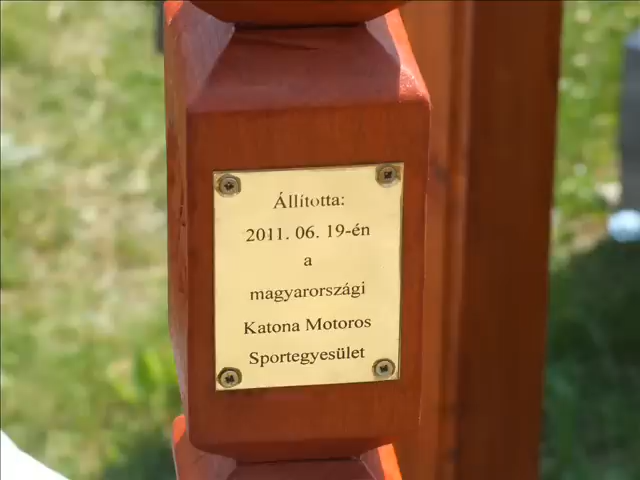 Állította:
2011. 06. 19-én
a
magyarországi
Katona Motoros
Sportegyesület